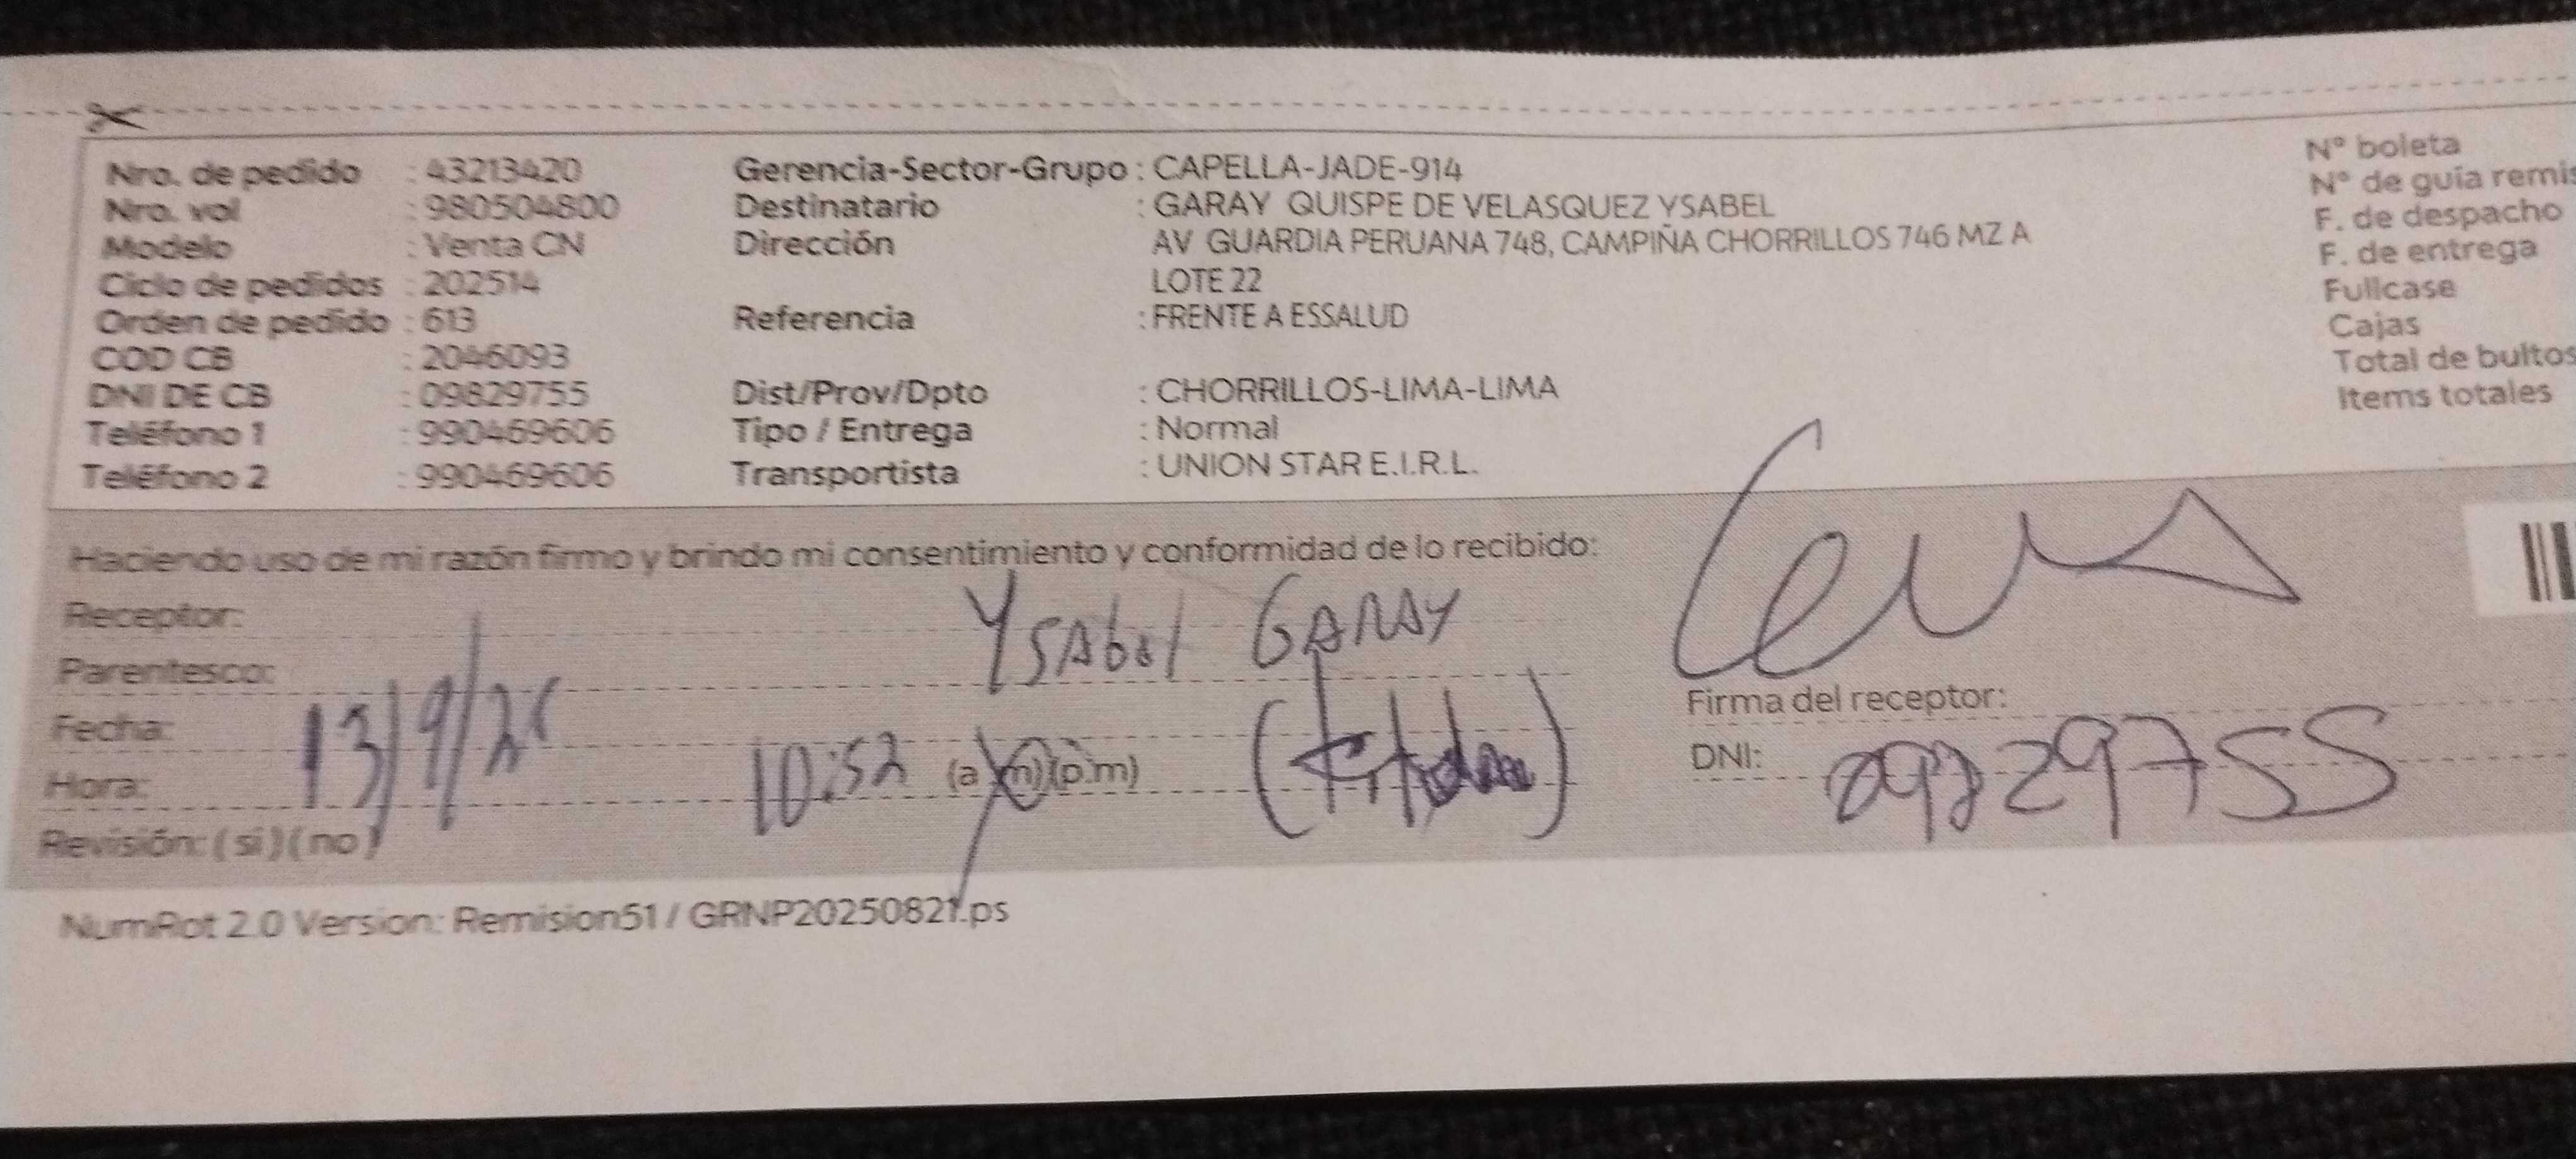 Nro. de pedido : 43213420 Gerencia-Sector-Grupo : CAPELLA-JADE-914 N° boleta
Nro. vol : 980504800 Destinatario : GARAY QUISPE DE VELASQUEZ YSABEL N° de guía remis
Modelo : Venta CN Dirección AV GUARDIA PERUANA 748, CAMPIÑA CHORRILLOS 746 MZ A F. de despacho
LOTE 22 F. de entrega
Ciclo de pedidos : 202514
Orden de pedido : 613 Referencia : FRENTE A ESSALUD Fullcase
COD CB : 2046093 Cajas
DNI DE CB : 09829755 Dist/Prov/Dpto : CHORRILLOS-LIMA-LIMA Total de bultos
Teléfono 1 : 990469606 Tipo / Entrega : Normal Items totales
Teléfono 2 : 990469606 Transportista : UNION STAR E.I.R.L.
Haciendo uso de mi razón firmo y brindo mi consentimiento y conformidad de lo recibido:
Receptor: YSAbel GARAY
Parentesco:
Fecha: 13/9/ Firma del receptor:
Hora: 10:52 (a.m)(p.m) DNI: 09829755
Revisión: ( si ) ( no )
NumRot 2.0 Version: Remision51 / GRNP20250821.ps